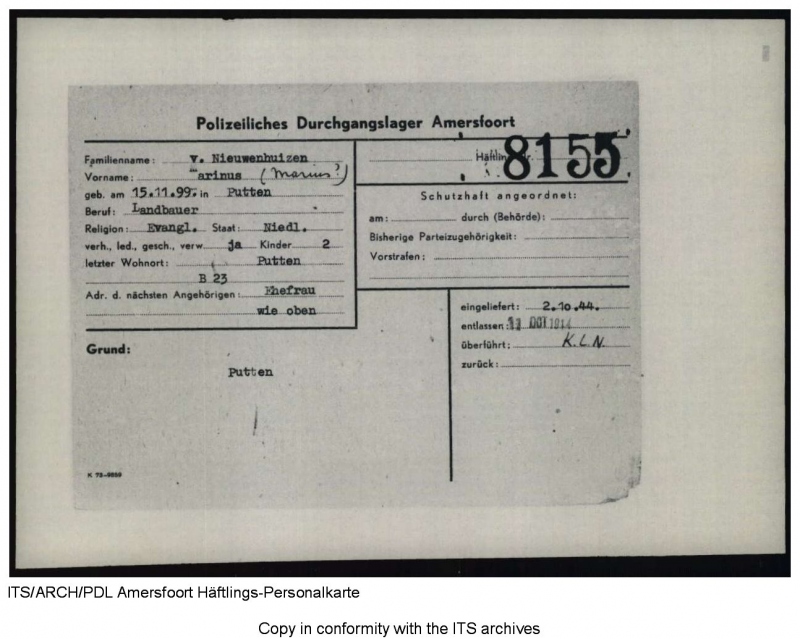 Polizeiliches Durchgangslager Amersfoort
Familienname: v. Nieuwenhuizen
Vorname: Marinus (Marius?)
geb. am 15.11.99. in Putten
Beruf: Landbauer
Religion: Evangl. Staat: Niedl.
verh., led., gesch., verw. ja Kinder 2
letzter Wohnort: Putten
B 23
Adr. d. nächsten Angehörigen: Ehefrau
wie oben
Häftlin 8155
Schutzhaft angeordnet:
am: durch (Behörde):
Bisherige Parteizugehörigkeit:
Vorstrafen:
Grund:
Putten
eingeliefert: 2.10.44.
entlassen:
überführt: K.L.N.
zurück:
ITS/ARCH/PDL Amersfoort Häftlings-Personalkarte
Copy in conformity with the ITS archives